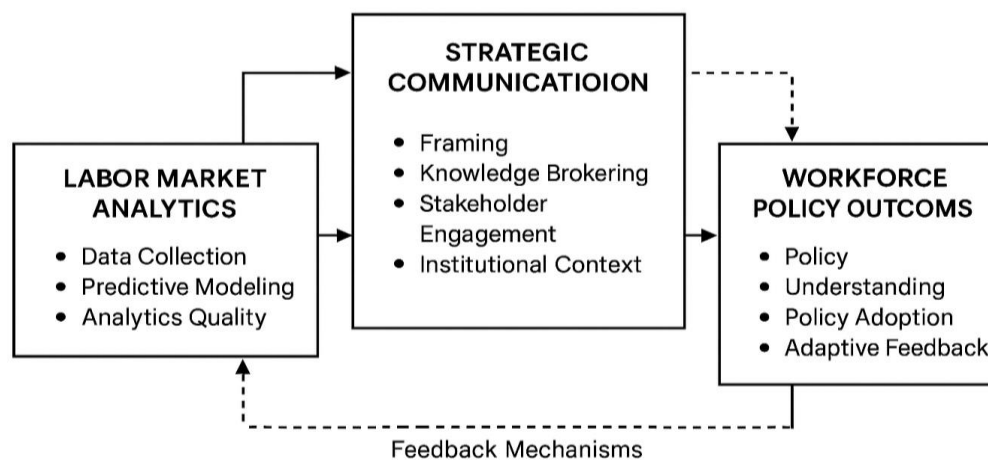 LABOR MARKET
ANALYTICS
• Data Collection
• Predictive Modeling
• Analytics Quality
STRATEGIC
COMMUNICATIOION
• Framing
• Knowledge Brokering
• Stakeholder
Engagement
• Institutional Context
WORKFORCE
POLICY OUTCOMS
• Policy
• Understanding
• Policy Adoption
• Adaptive Feedback
Feedback Mechanisms